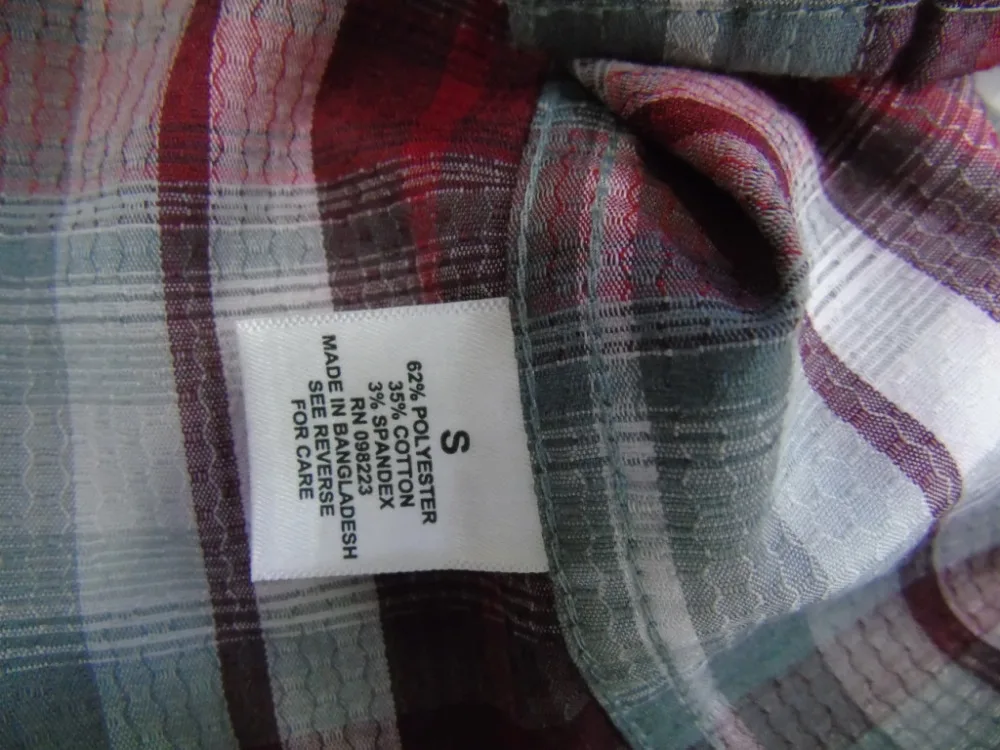 S
62% POLYESTER
35% COTTON
3% SPANDEX
RN 098223
MADE IN BANGLADESH
SEE REVERSE
FOR CARE